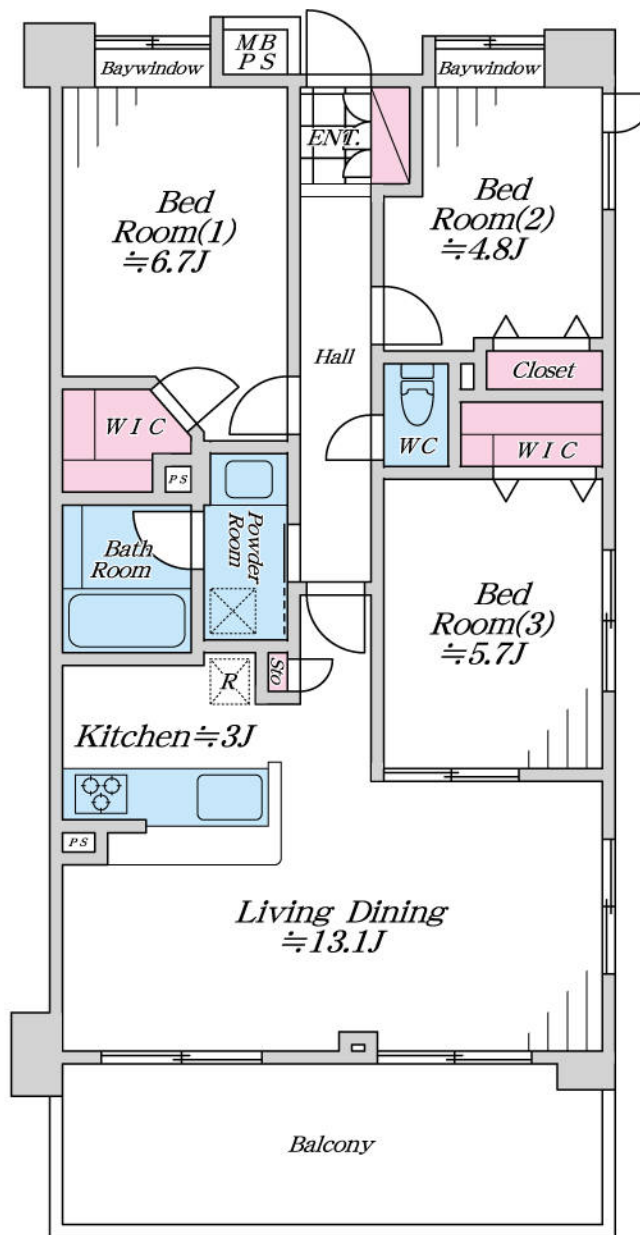 MB
PS
Baywindow
Baywindow
ENT.
Bed
Room(1)
≒6.7J
Bed
Room(2)
≒4.8J
Hall
Closet
WIC
WC
WIC
PS
Powder
Room
Bath
Room
Bed
Room(3)
≒5.7J
Sto
R
Kitchen≒3J
PS
Living Dining
≒13.1J
Balcony